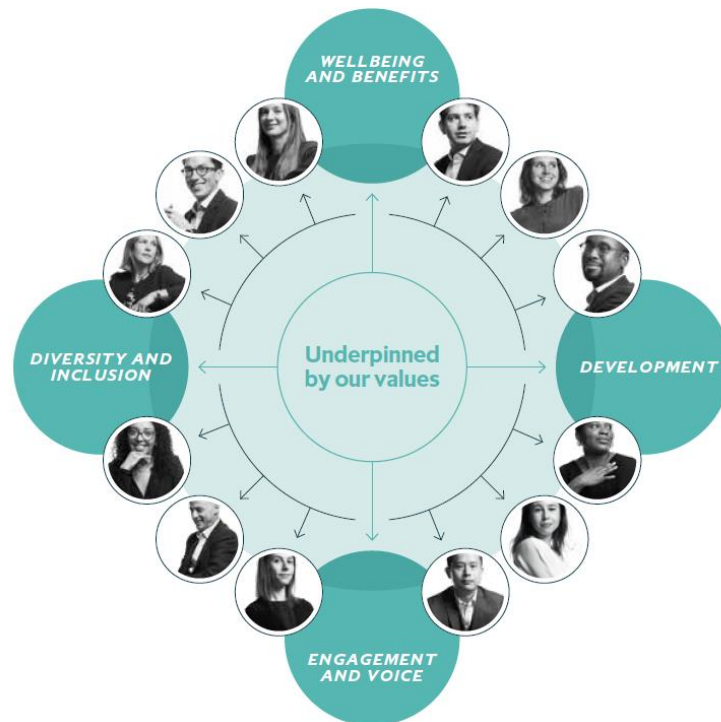 WELLBEING
AND BENEFITS
DIVERSITY AND
INCLUSION
Underpinned
by our values
DEVELOPMENT
ENGAGEMENT
AND VOICE